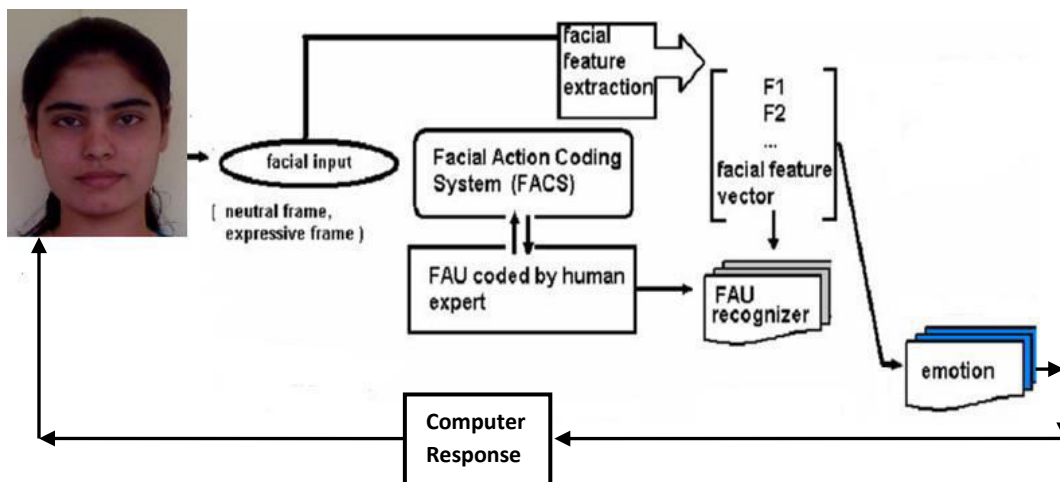 facial
feature
extraction
F1
F2
...
facial feature
vector
facial input
( neutral frame,
expressive frame )
Facial Action Coding
System (FACS)
FAU coded by human
expert
FAU
recognizer
emotion
Computer
Response